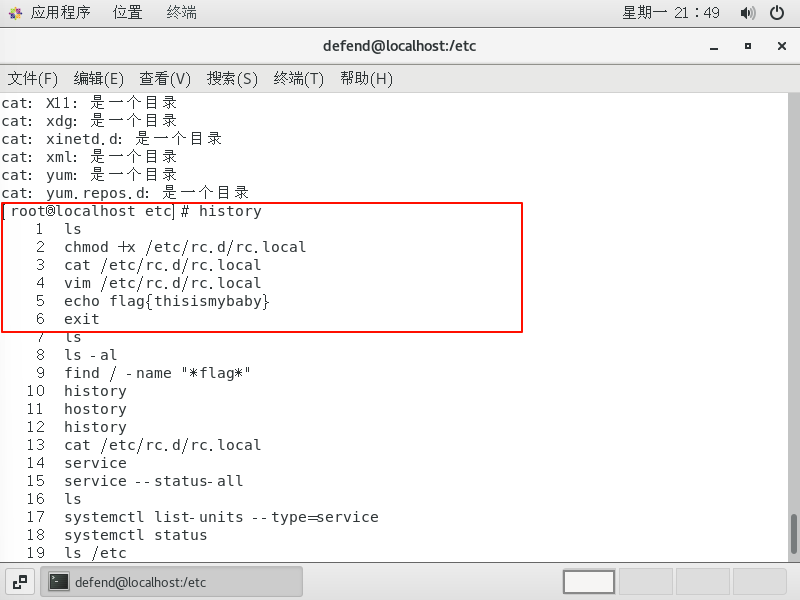 应用程序 位置 终端 星期一 21：49
defend@localhost:/etc
文件(F) 编辑(E) 查看(V) 搜索(S) 终端(T) 帮助(H)
cat: X11: 是一个目录
cat: xdg: 是一个目录
cat: xinetd.d: 是一个目录
cat: xml: 是一个目录
cat: yum: 是一个目录
cat: yum.repos.d: 是一个目录
[root@localhost etc]# history
1 ls
2 chmod +x /etc/rc.d/rc.local
3 cat /etc/rc.d/rc.local
4 vim /etc/rc.d/rc.local
5 echo flag{thisismybaby}
6 exit
7 ls
8 ls -al
9 find / -name "*flag*"
10 history
11 hostory
12 history
13 cat /etc/rc.d/rc.local
14 service
15 service --status-all
16 ls
17 systemctl list-units --type=service
18 systemctl status
19 ls /etc
defend@localhost:/etc